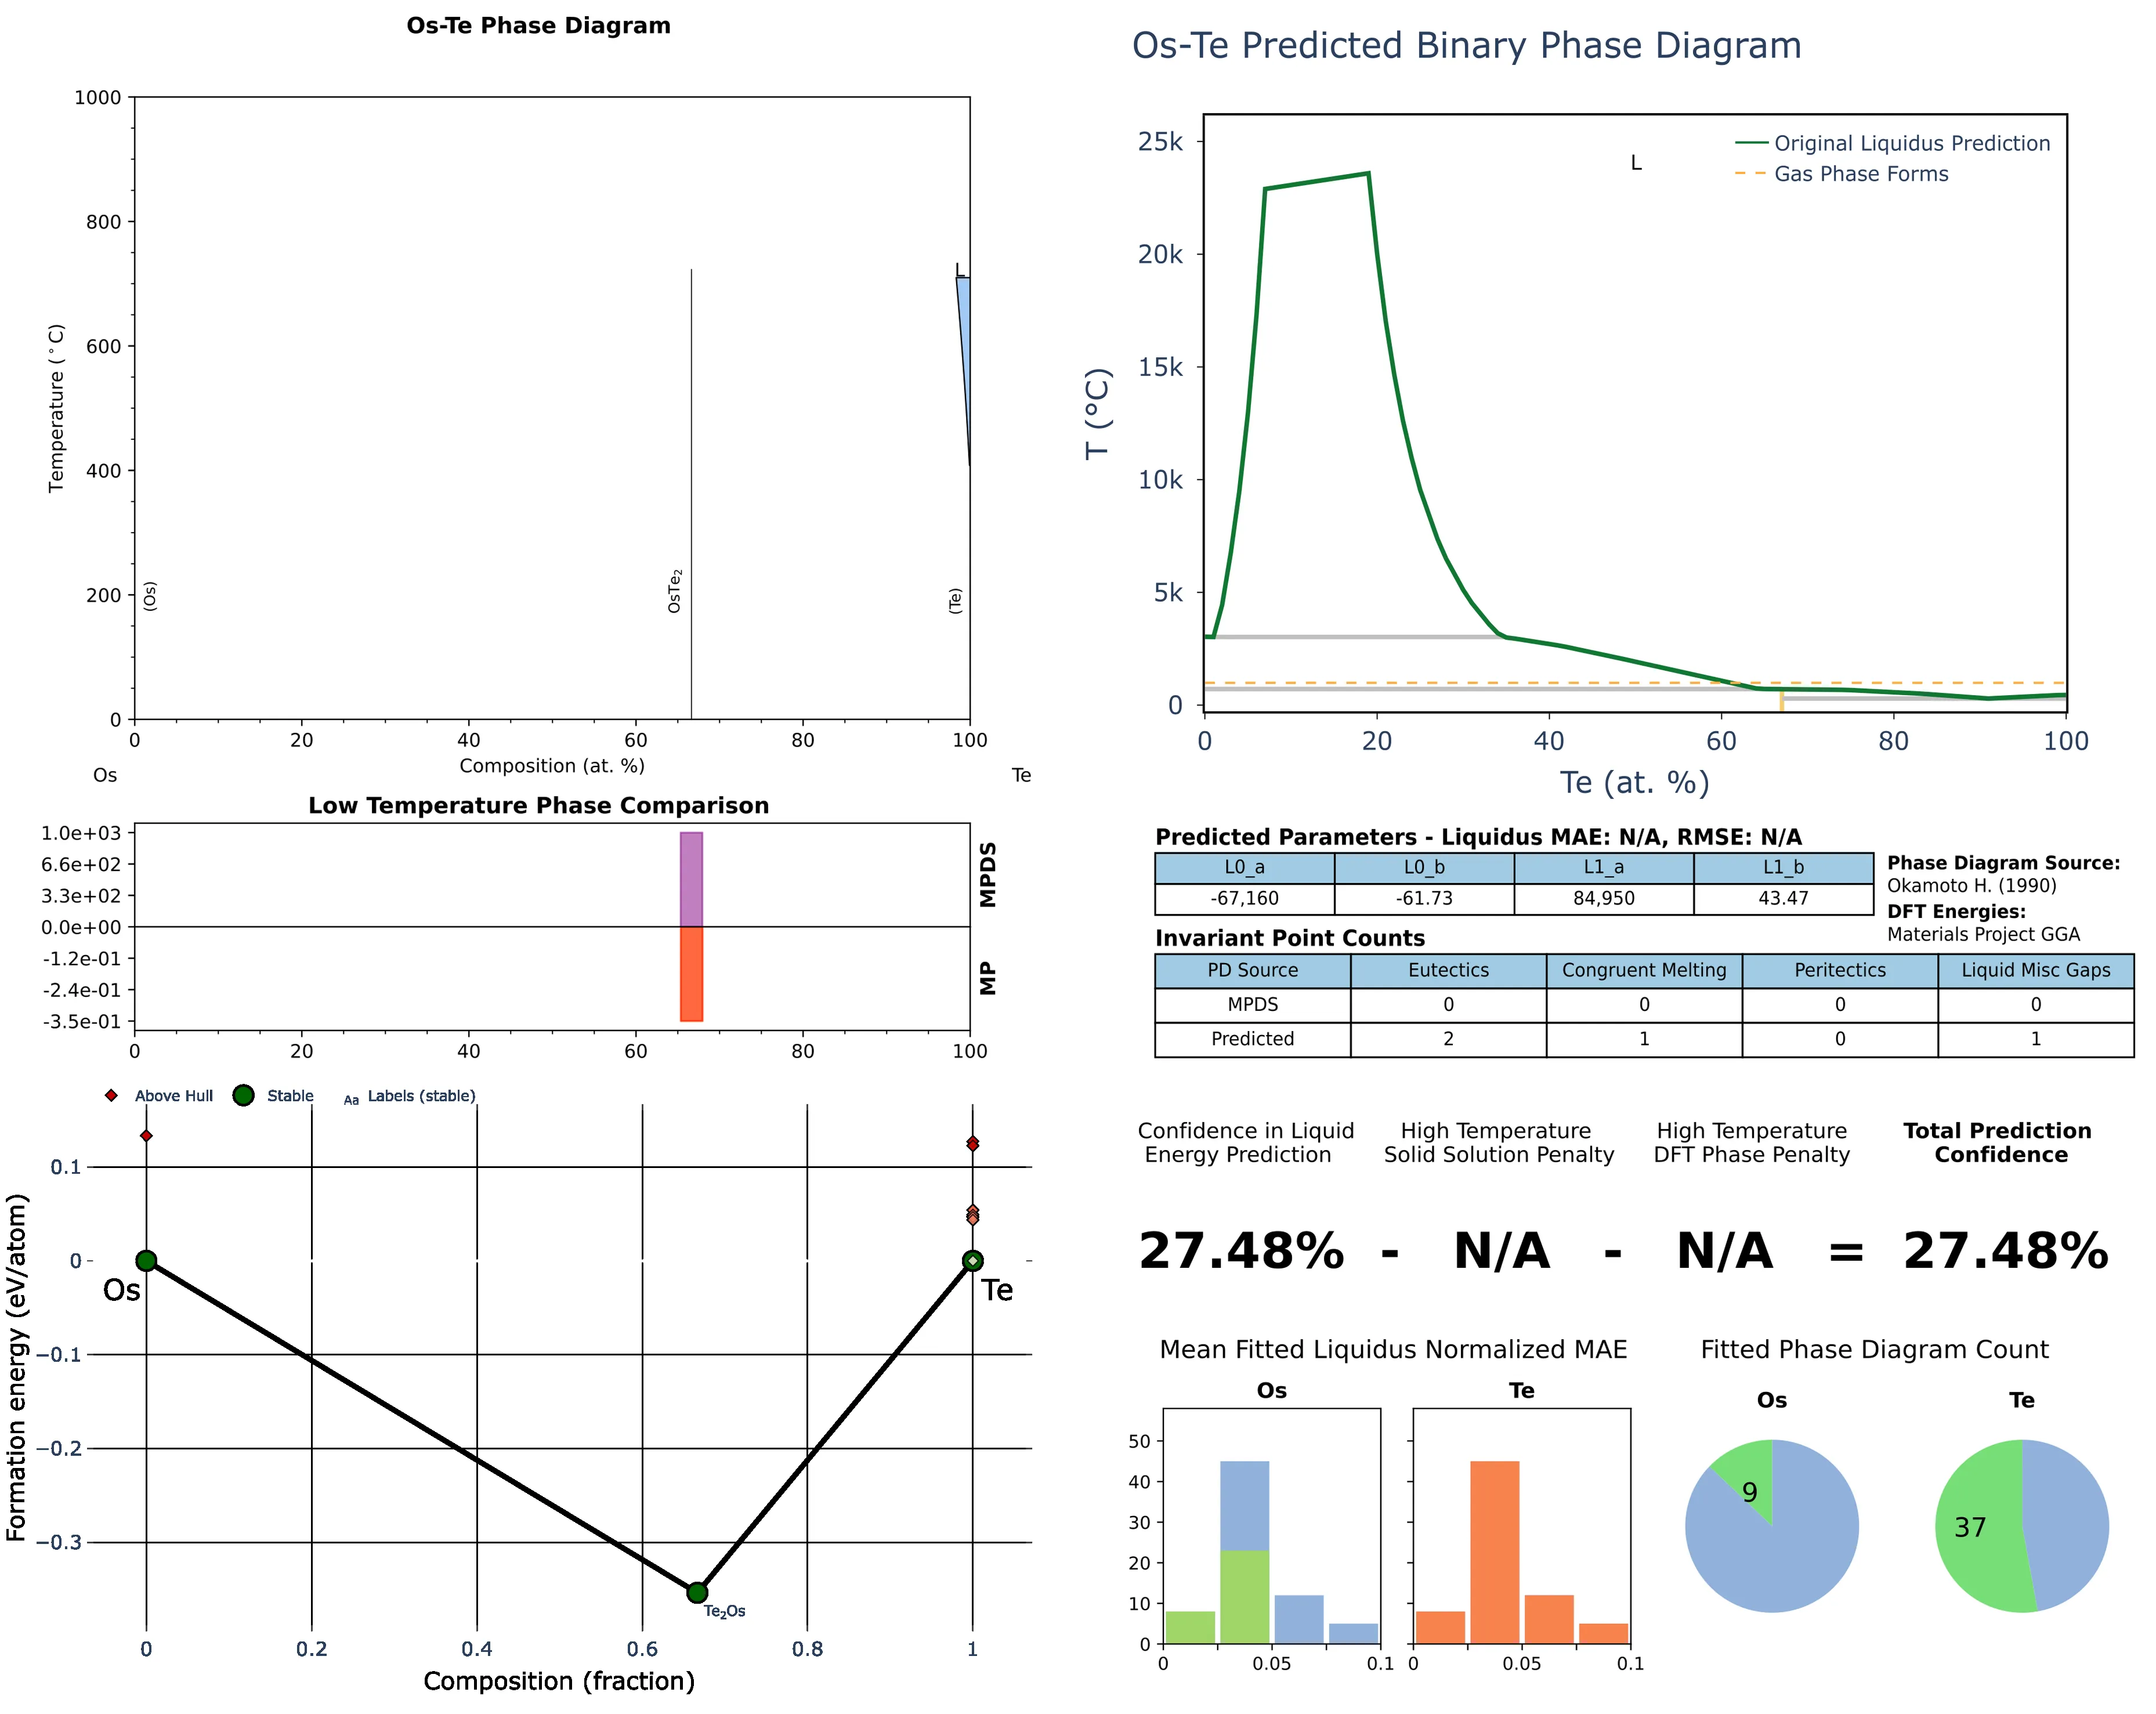 Os-Te Phase Diagram
1000
800
600
400
200
0
Temperature (°C)
L
(Os)
OsTe2
(Te)
0 20 40 60 80 100
Composition (at. %)
Os
Te
Low Temperature Phase Comparison
1.0e+03
6.6e+02
3.3e+02
0.0e+00
-1.2e-01
-2.4e-01
-3.5e-01
MPDS
MP
0 20 40 60 80 100
Above Hull
Stable
Aa Labels (stable)
0.1
0
−0.1
−0.2
−0.3
Formation energy (eV/atom)
Os
Te
Te2Os
0 0.2 0.4 0.6 0.8 1
Composition (fraction)
Os-Te Predicted Binary Phase Diagram
25k
20k
15k
10k
5k
0
T (°C)
L
Original Liquidus Prediction
Gas Phase Forms
0 20 40 60 80 100
Te (at. %)
Predicted Parameters - Liquidus MAE: N/A, RMSE: N/A
L0_a L0_b L1_a L1_b
-67,160 -61.73 84,950 43.47
Phase Diagram Source:
Okamoto H. (1990)
DFT Energies:
Materials Project GGA
Invariant Point Counts
PD Source Eutectics Congruent Melting Peritectics Liquid Misc Gaps
MPDS 0 0 0 0
Predicted 2 1 0 1
Confidence in Liquid
Energy Prediction
High Temperature
Solid Solution Penalty
High Temperature
DFT Phase Penalty
Total Prediction
Confidence
27.48% - N/A - N/A = 27.48%
Mean Fitted Liquidus Normalized MAE
Os
Te
50
40
30
20
10
0
0 0.05 0.1
0 0.05 0.1
Fitted Phase Diagram Count
Os
Te
9
37